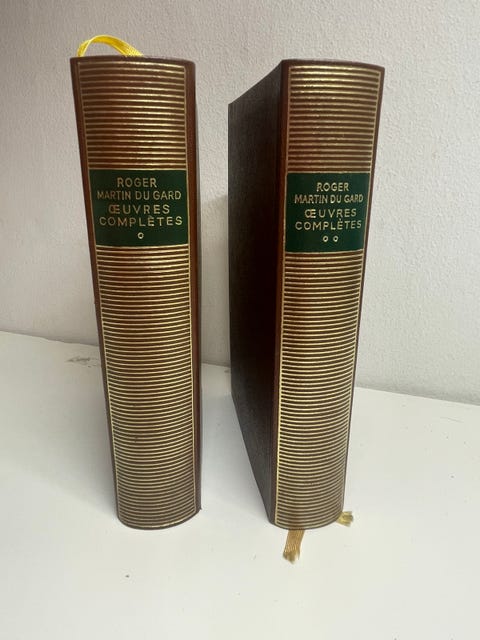 ROGER
MARTIN DU GARD
ŒUVRES
COMPLÈTES
ROGER
MARTIN DU GARD
ŒUVRES
COMPLÈTES